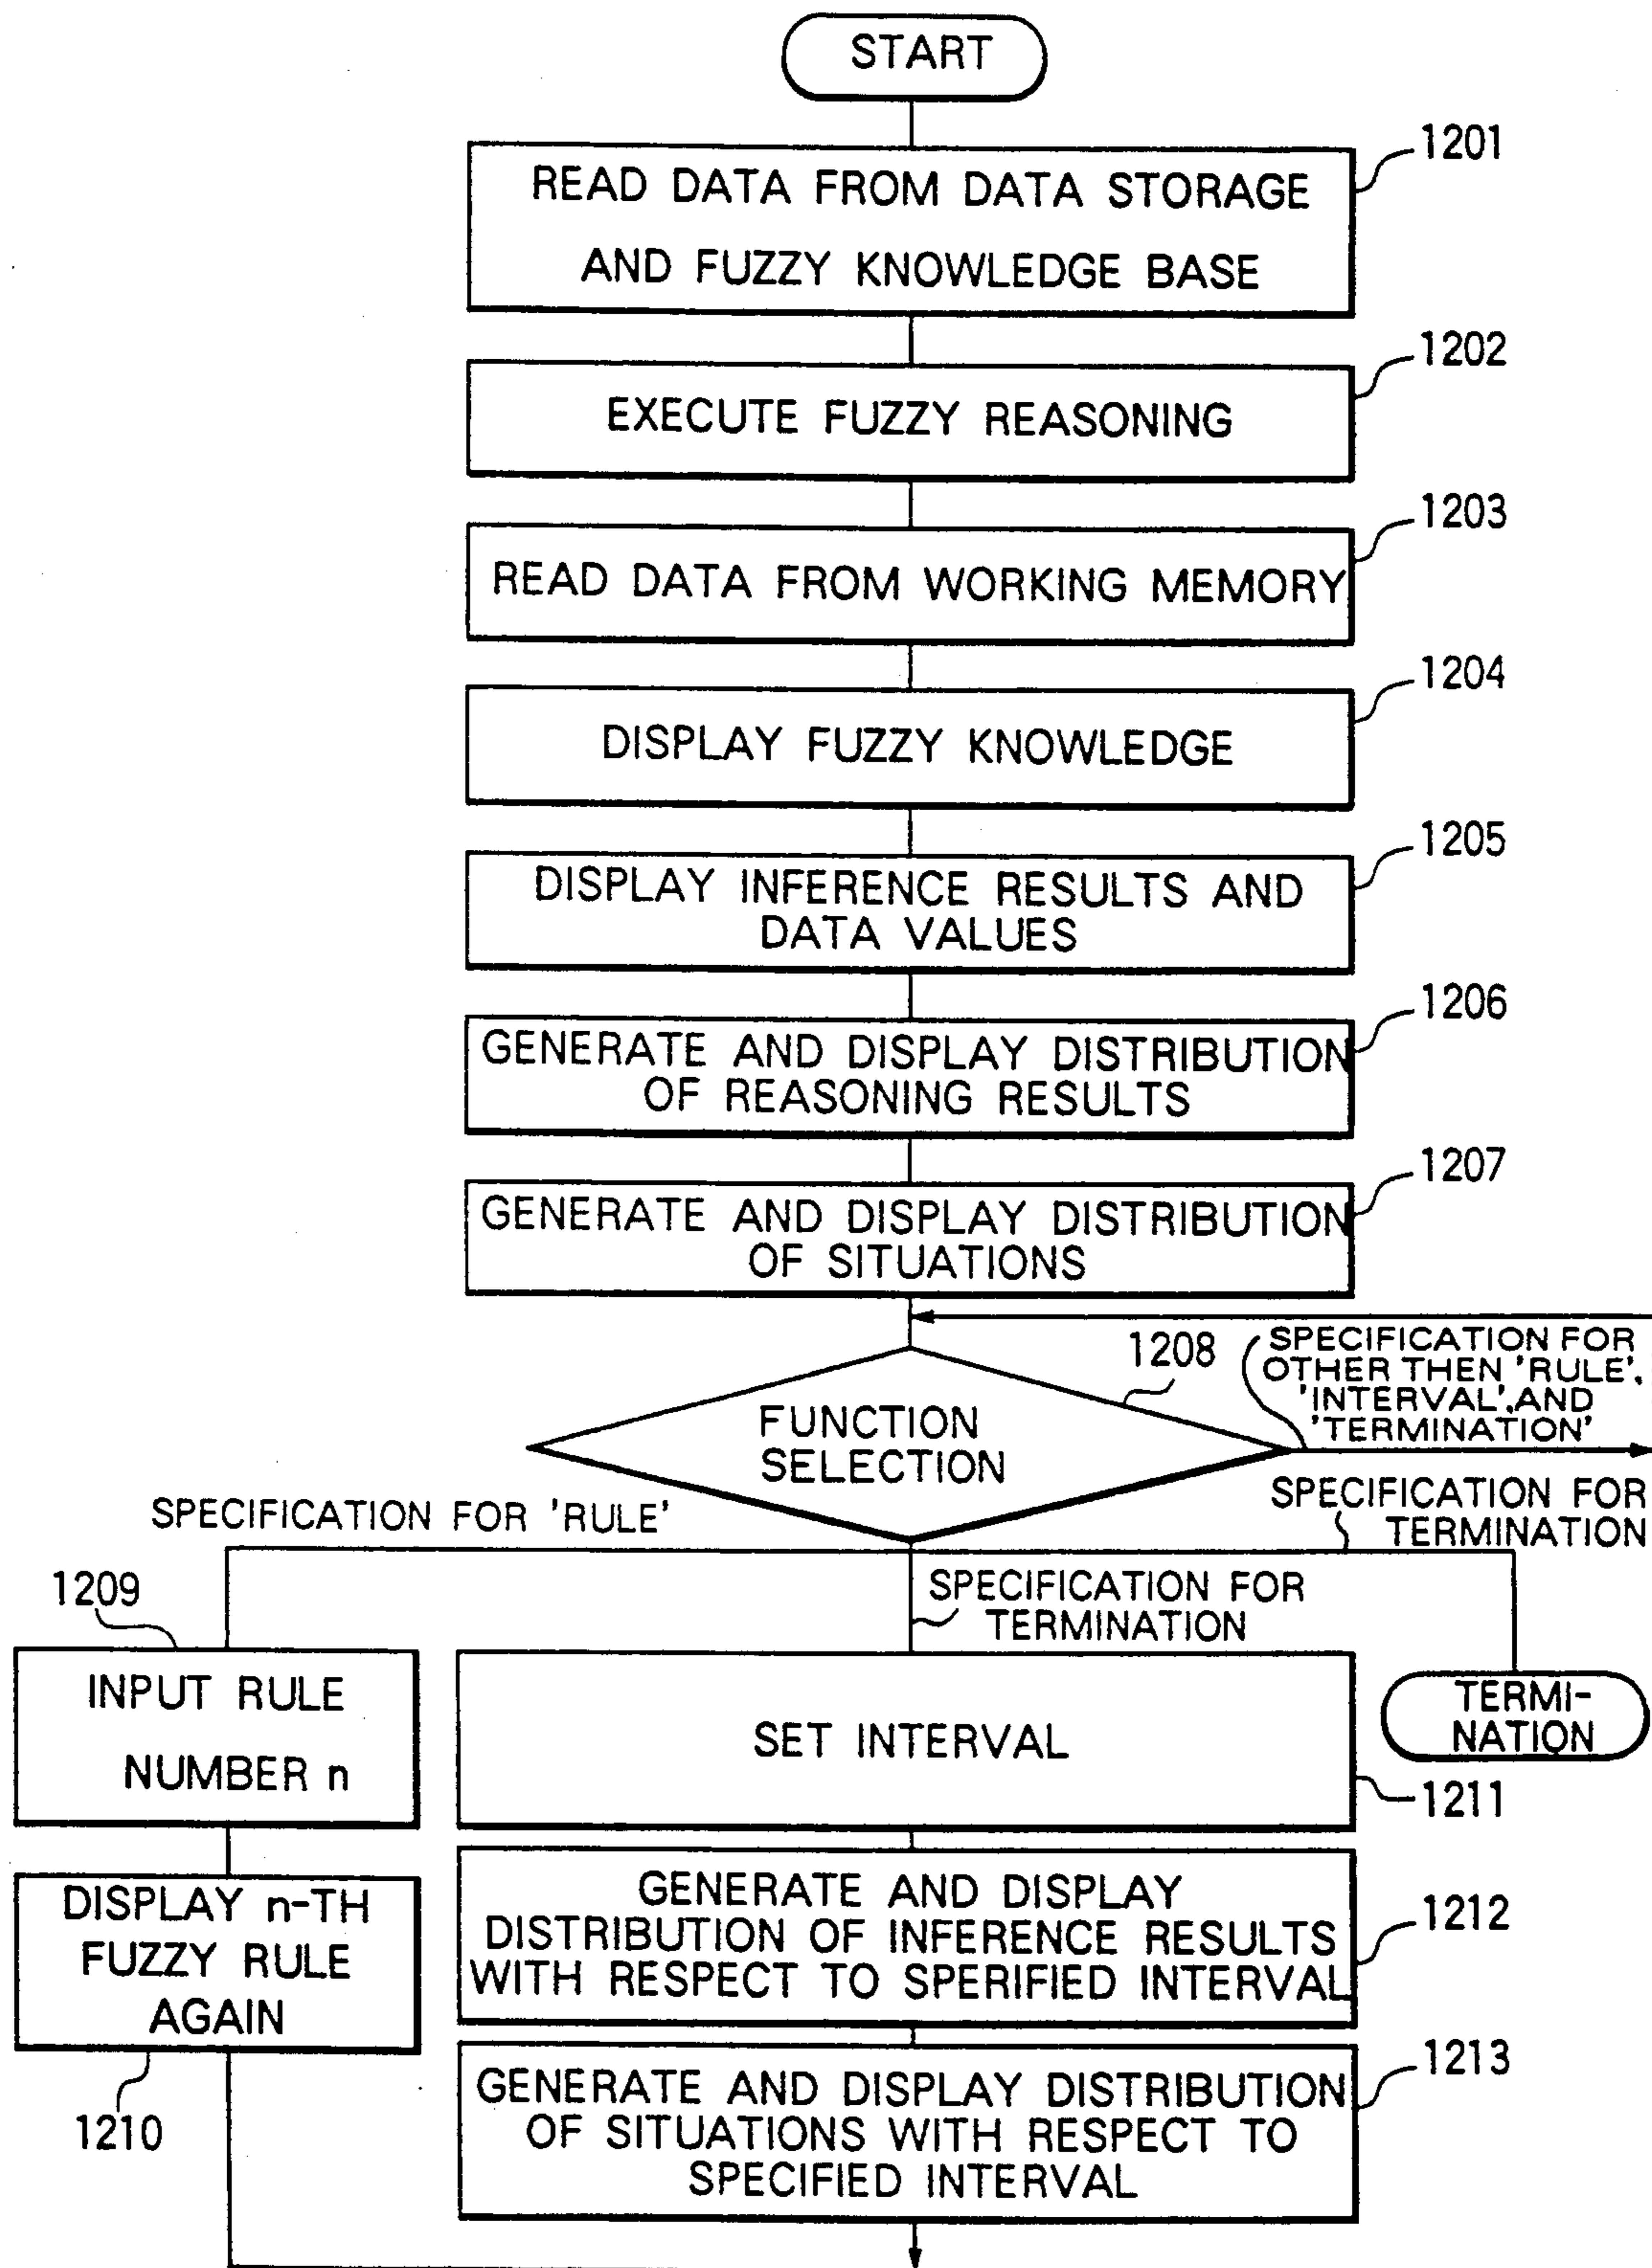 START
1201
READ DATA FROM DATA STORAGE
AND FUZZY KNOWLEDGE BASE
1202
EXECUTE FUZZY REASONING
1203
READ DATA FROM WORKING MEMORY
1204
DISPLAY FUZZY KNOWLEDGE
1205
DISPLAY INFERENCE RESULTS AND
DATA VALUES
1206
GENERATE AND DISPLAY DISTRIBUTION
OF REASONING RESULTS
1207
GENERATE AND DISPLAY DISTRIBUTION
OF SITUATIONS
1208
SPECIFICATION FOR
OTHER THEN 'RULE',
'INTERVAL',AND
'TERMINATION'
FUNCTION
SELECTION
SPECIFICATION FOR 'RULE'
SPECIFICATION FOR
TERMINATION
SPECIFICATION FOR
TERMINATION
1209
INPUT RULE
NUMBER n
SET INTERVAL
1211
TERMI-
NATION
DISPLAY n-TH
FUZZY RULE
AGAIN
1210
GENERATE AND DISPLAY
DISTRIBUTION OF INFERENCE RESULTS
WITH RESPECT TO SPERIFIED INTERVAL
1212
1213
GENERATE AND DISPLAY DISTRIBUTION
OF SITUATIONS WITH RESPECT TO
SPECIFIED INTERVAL